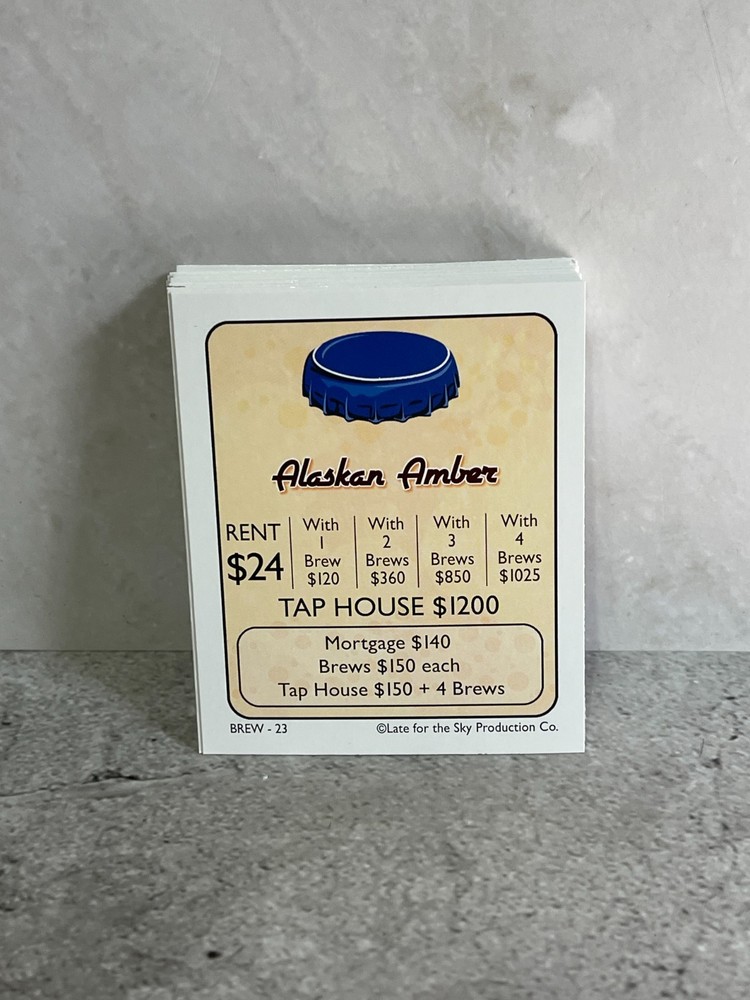 Alaskan Amber
RENT $24
With 1 Brew $120
With 2 Brews $360
With 3 Brews $850
With 4 Brews $1025
TAP HOUSE $1200
Mortgage $140
Brews $150 each
Tap House $150 + 4 Brews
BREW - 23 ©Late for the Sky Production Co.